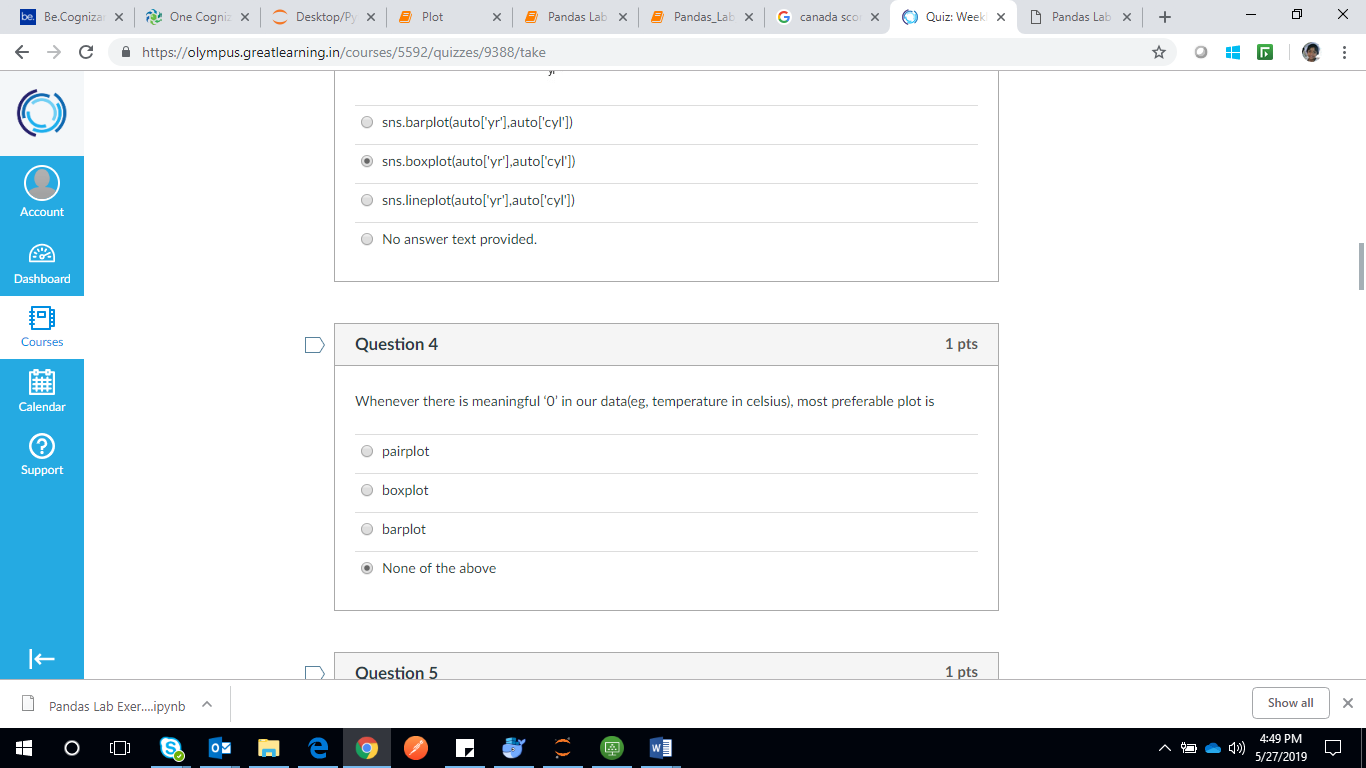 be. Be.Cognizan
One Cogniz
Desktop/Py
Plot
Pandas Lab
Pandas_Lab
canada scor
Quiz: Week
Pandas Lab
https://olympus.greatlearning.in/courses/5592/quizzes/9388/take
Account
Dashboard
Courses
Calendar
Support
sns.barplot(auto['yr'],auto['cyl'])
sns.boxplot(auto['yr'],auto['cyl'])
sns.lineplot(auto['yr'],auto['cyl'])
No answer text provided.
Question 4
1 pts
Whenever there is meaningful ‘0’ in our data(eg, temperature in celsius), most preferable plot is
pairplot
boxplot
barplot
None of the above
Question 5
1 pts
Pandas Lab Exer....ipynb
Show all
4:49 PM
5/27/2019